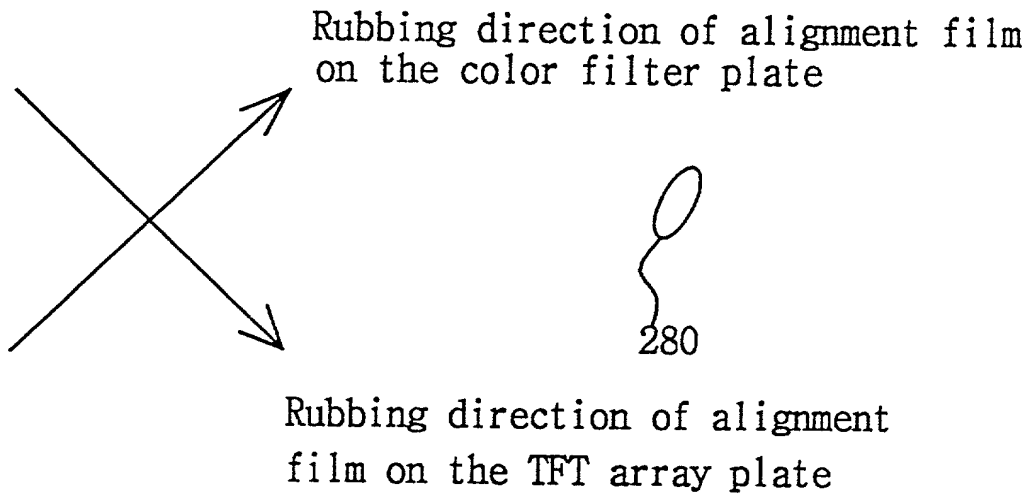 Rubbing direction of alignment film
on the color filter plate
280
Rubbing direction of alignment
film on the TFT array plate